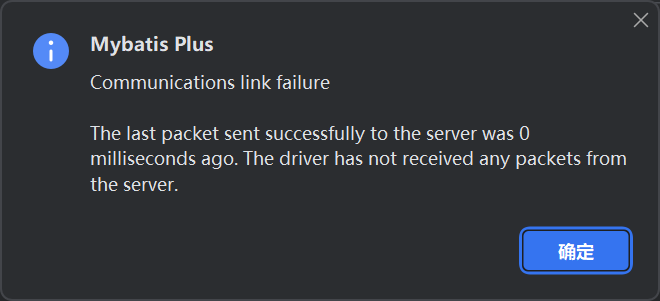 Mybatis Plus
Communications link failure
The last packet sent successfully to the server was 0
milliseconds ago. The driver has not received any packets from
the server.
确定